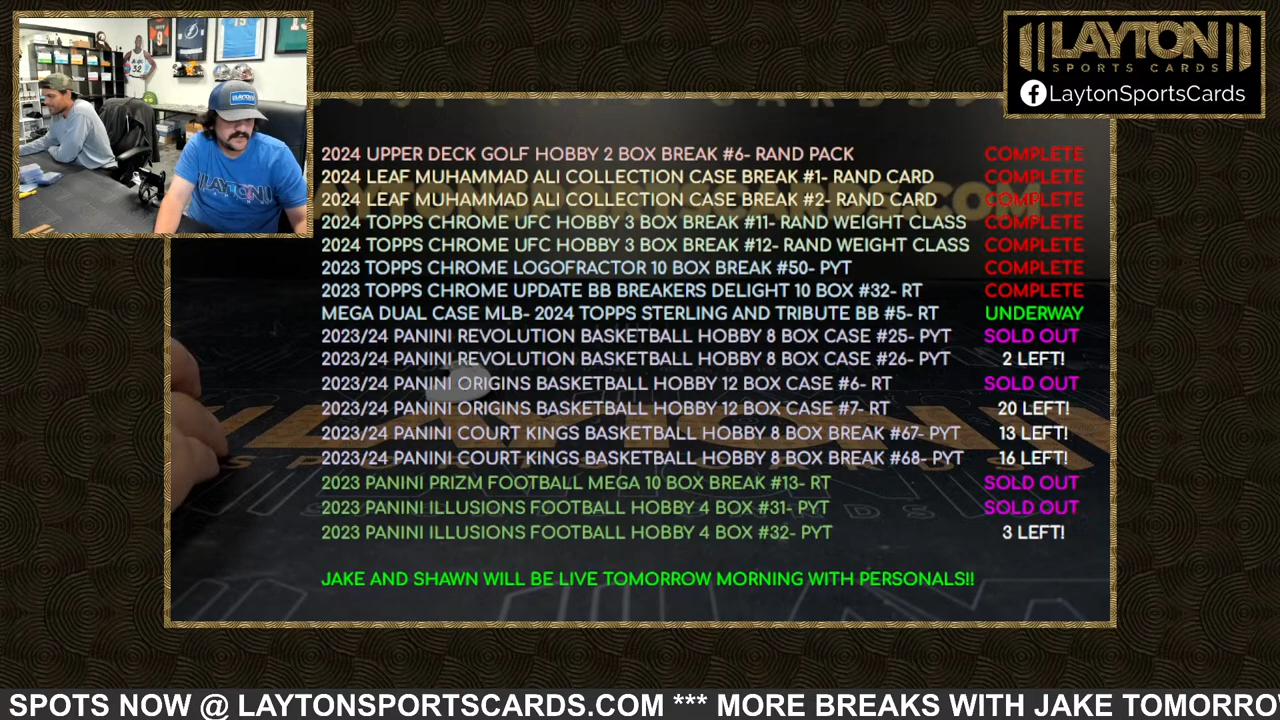 LAYTON
SPORTS CARDS
LaytonSportsCards
2024 UPPER DECK GOLF HOBBY 2 BOX BREAK #6- RAND PACK COMPLETE
2024 LEAF MUHAMMAD ALI COLLECTION CASE BREAK #1- RAND CARD COMPLETE
2024 LEAF MUHAMMAD ALI COLLECTION CASE BREAK #2- RAND CARD COMPLETE
2024 TOPPS CHROME UFC HOBBY 3 BOX BREAK #11- RAND WEIGHT CLASS COMPLETE
2024 TOPPS CHROME UFC HOBBY 3 BOX BREAK #12- RAND WEIGHT CLASS COMPLETE
2023 TOPPS CHROME LOGOFRACTOR 10 BOX BREAK #50- PYT COMPLETE
2023 TOPPS CHROME UPDATE BB BREAKERS DELIGHT 10 BOX #32- RT COMPLETE
MEGA DUAL CASE MLB- 2024 TOPPS STERLING AND TRIBUTE BB #5- RT UNDERWAY
2023/24 PANINI REVOLUTION BASKETBALL HOBBY 8 BOX CASE #25- PYT SOLD OUT
2023/24 PANINI REVOLUTION BASKETBALL HOBBY 8 BOX CASE #26- PYT 2 LEFT!
2023/24 PANINI ORIGINS BASKETBALL HOBBY 12 BOX CASE #6- RT SOLD OUT
2023/24 PANINI ORIGINS BASKETBALL HOBBY 12 BOX CASE #7- RT 20 LEFT!
2023/24 PANINI COURT KINGS BASKETBALL HOBBY 8 BOX BREAK #67- PYT 13 LEFT!
2023/24 PANINI COURT KINGS BASKETBALL HOBBY 8 BOX BREAK #68- PYT 16 LEFT!
2023 PANINI PRIZM FOOTBALL MEGA 10 BOX BREAK #13- RT SOLD OUT
2023 PANINI ILLUSIONS FOOTBALL HOBBY 4 BOX #31- PYT SOLD OUT
2023 PANINI ILLUSIONS FOOTBALL HOBBY 4 BOX #32- PYT 3 LEFT!
JAKE AND SHAWN WILL BE LIVE TOMORROW MORNING WITH PERSONALS!!
SPOTS NOW @ LAYTONSPORTSCARDS.COM *** MORE BREAKS WITH JAKE TOMORRO